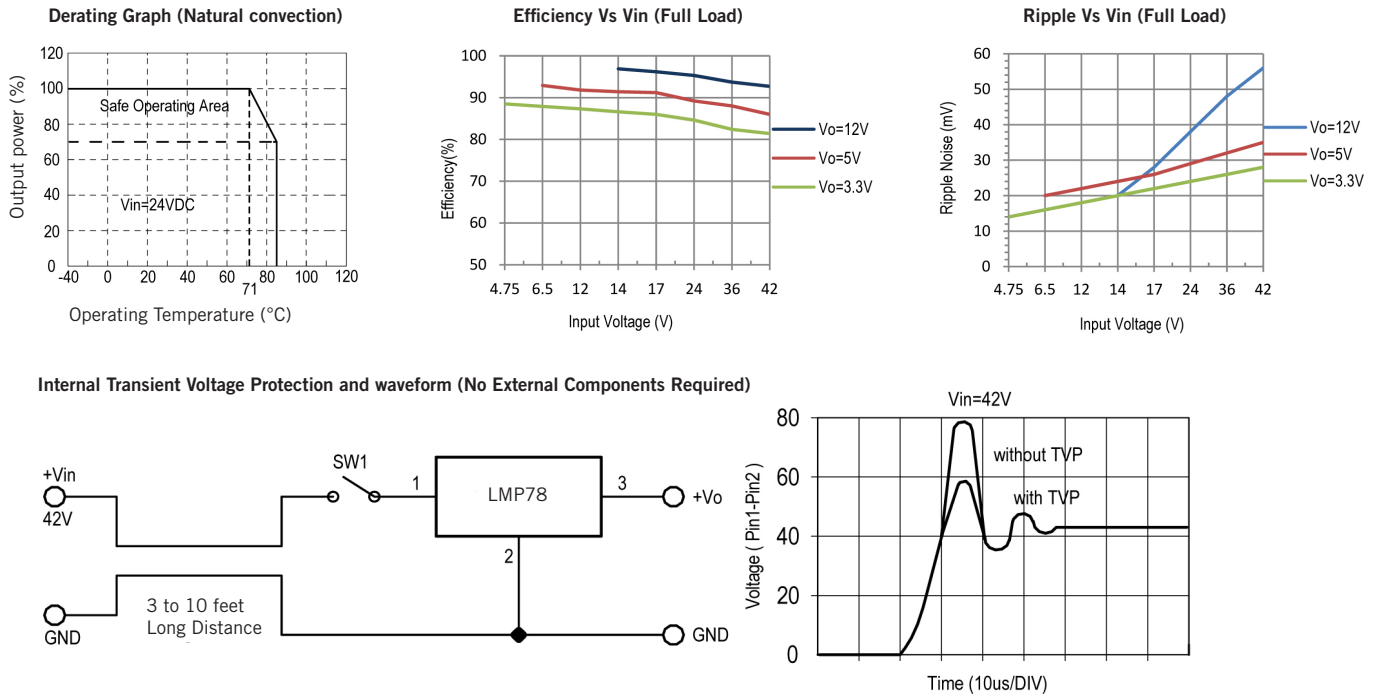 Derating Graph (Natural convection)
Output power (%)
120
100
80
60
40
20
0
Safe Operating Area
Vin=24VDC
-40 0 20 40 60 80 100 120
71
Operating Temperature (°C)
Efficiency Vs Vin (Full Load)
Efficiency(%)
100
90
80
70
60
50
4.75 6.5 12 14 17 24 36 42
Input Voltage (V)
Vo=12V
Vo=5V
Vo=3.3V
Ripple Vs Vin (Full Load)
Ripple Noise (mV)
60
50
40
30
20
10
0
4.75 6.5 12 14 17 24 36 42
Input Voltage (V)
Vo=12V
Vo=5V
Vo=3.3V
Internal Transient Voltage Protection and waveform (No External Components Required)
+Vin
42V
SW1
1
LMP78
3
+Vo
2
3 to 10 feet
Long Distance
GND
GND
Vin=42V
Voltage ( Pin1-Pin2 )
80
60
40
20
0
without TVP
with TVP
Time (10us/DIV)